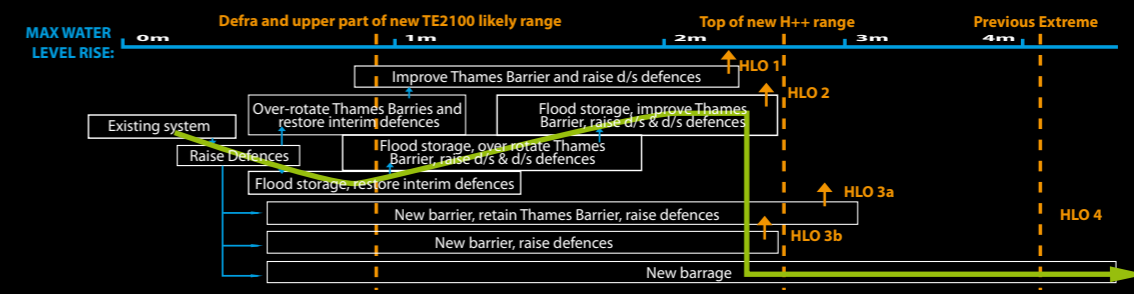 Defra and upper part of new TE2100 likely range
Top of new H++ range
Previous Extreme
MAX WATER
LEVEL RISE:
0m
1m
2m
3m
4m
HLO 1
Improve Thames Barrier and raise d/s defences
HLO 2
Over-rotate Thames Barries and
restore interim defences
Flood storage, improve Thames
Barrier, raise d/s & d/s defences
Existing system
Raise Defences
Flood storage, over rotate Thames
Barrier, raise d/s & d/s defences
Flood storage, restore interim defences
HLO 3a
New barrier, retain Thames Barrier, raise defences
HLO 4
HLO 3b
New barrier, raise defences
New barrage